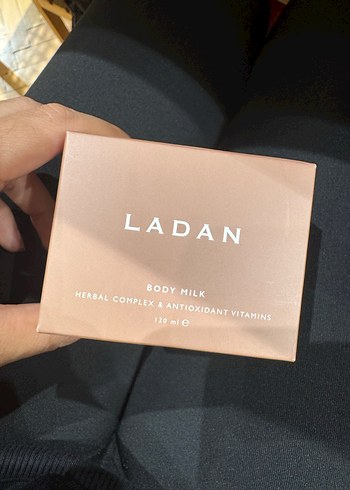 LADAN
BODY MILK
HERBAL COMPLEX & ANTIOXIDANT VITAMINS
120 ml ℮